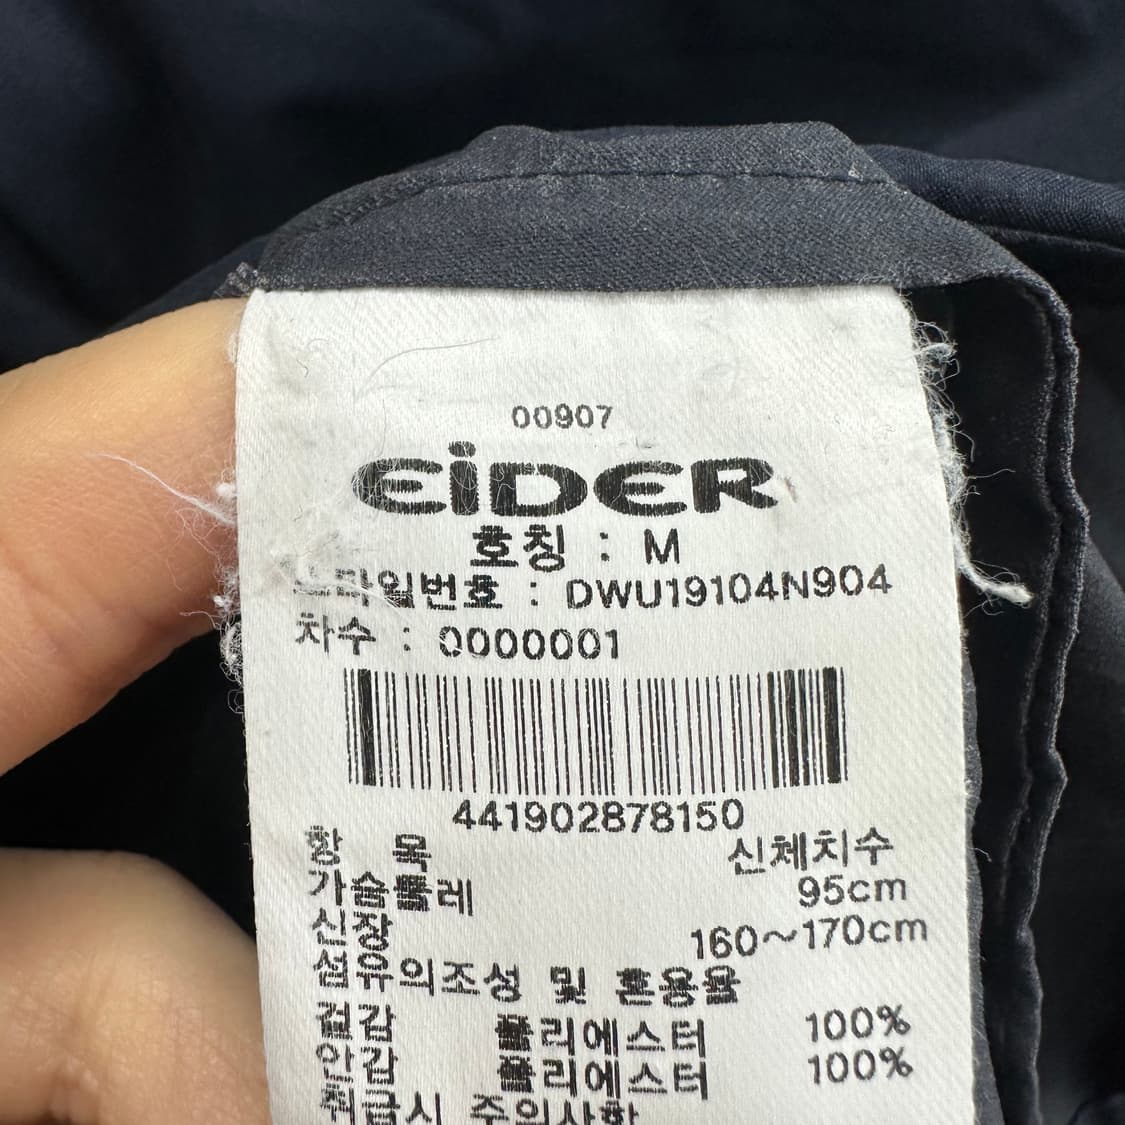 00907
EiDER
호칭 : M
스타일번호 : DWU19104N904
차수 : 0000001
441902878150
항 목 신체치수
가슴둘레 95cm
신장 160~170cm
섬유의조성 및 혼용율
겉감 폴리에스터 100%
안감 폴리에스터 100%
취급시 주의사항